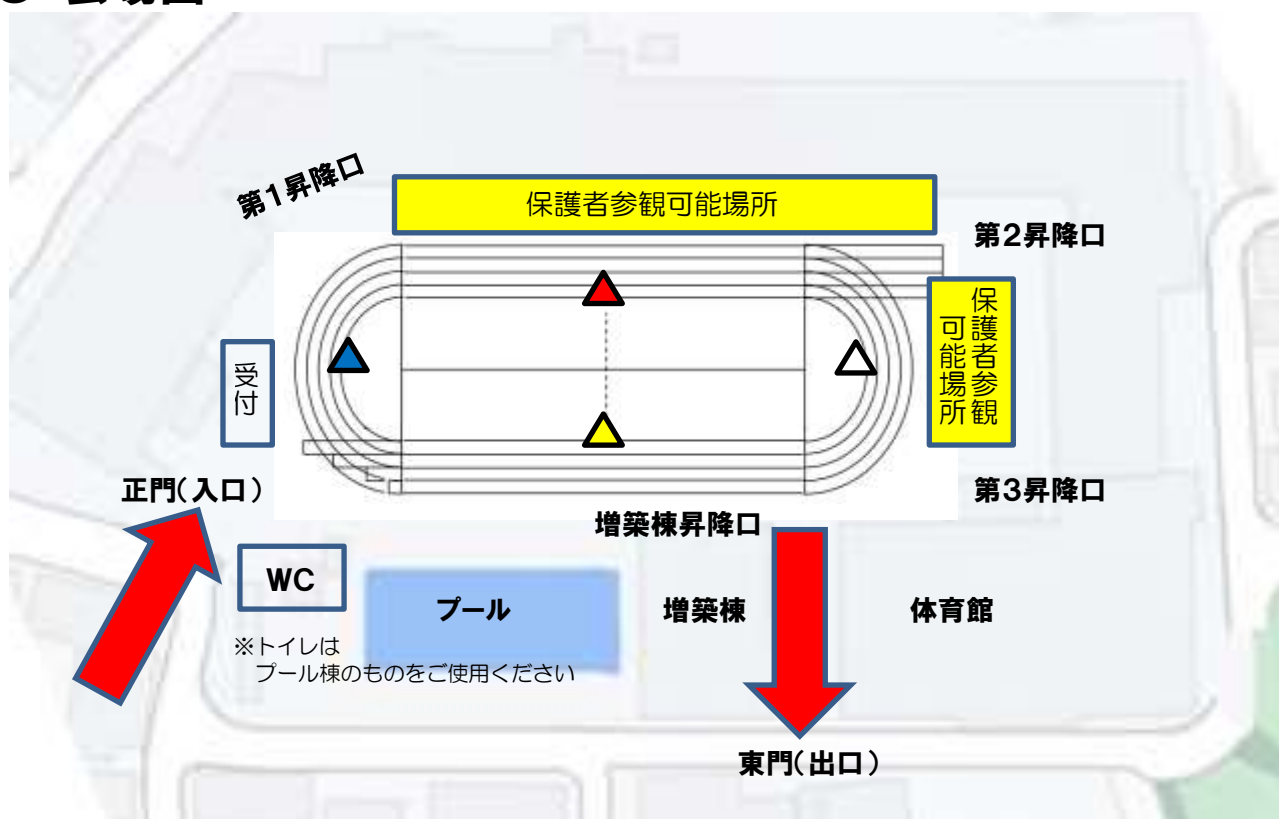 第1昇降口
保護者参観可能場所
第2昇降口
保護者参観
可能場所
受付
正門(入口)
第3昇降口
増築棟昇降口
WC
プール
増築棟
体育館
※トイレは
プール棟のものをご使用ください
東門(出口)